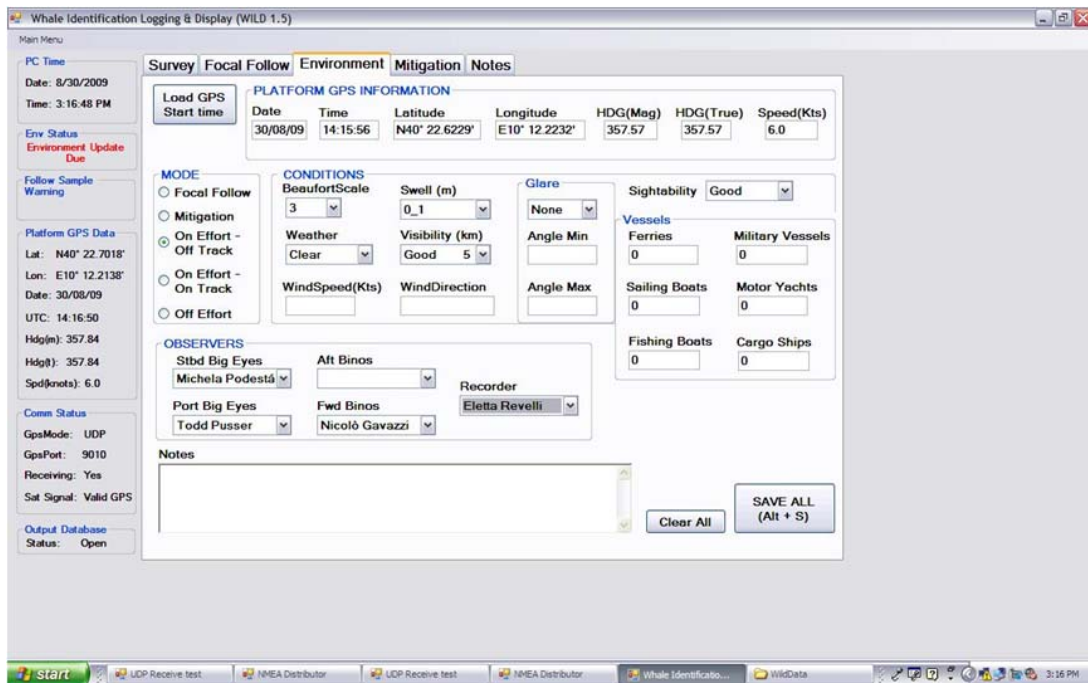 Whale Identification Logging & Display (WILD 1.5)
Main Menu
PC Time
Date: 8/30/2009
Time: 3:16:48 PM
Env Status
Environment Update
Due
Follow Sample
Warning
Platform GPS Data
Lat: N40° 22.7018'
Lon: E10° 12.2138'
Date: 30/08/09
UTC: 14:16:50
Hdg(m): 357.84
Hdg(t): 357.84
Spd(knots): 6.0
Comm Status
GpsMode: UDP
GpsPort: 9010
Receiving: Yes
Sat Signal: Valid GPS
Output Database
Status: Open
Survey Focal Follow Environment Mitigation Notes
Load GPS
Start time
PLATFORM GPS INFORMATION
Date Time Latitude Longitude HDG(Mag) HDG(True) Speed(Kts)
30/08/09 14:15:56 N40° 22.6229' E10° 12.2232' 357.57 357.57 6.0
MODE
Focal Follow
Mitigation
On Effort -
Off Track
On Effort -
On Track
Off Effort
CONDITIONS
BeaufortScale Swell (m)
3 0_1
Weather Visibility (km)
Clear Good 5
WindSpeed(Kts) WindDirection
Glare
None
Angle Min
Angle Max
Sightability Good
Vessels
Ferries Military Vessels
0 0
Sailing Boats Motor Yachts
0 0
Fishing Boats Cargo Ships
0 0
OBSERVERS
Stbd Big Eyes Aft Binos
Michela Podestá
Recorder
Eletta Revelli
Port Big Eyes Fwd Binos
Todd Pusser Nicolò Gavazzi
Notes
Clear All
SAVE ALL
(Alt + S)
start UDP Receive test NMEA Distributor UDP Receive test NMEA Distributor Whale Identificatio... WildData 3:16 PM